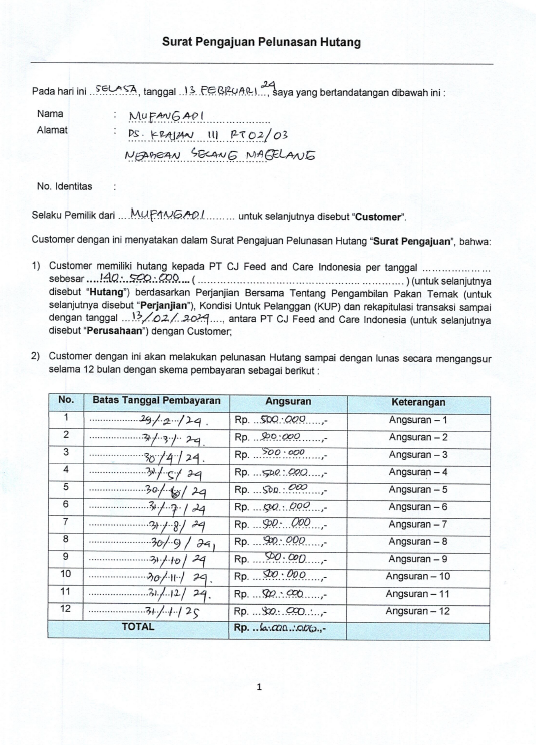 Surat Pengajuan Pelunasan Hutang
Pada hari ini SELASA, tanggal 13 FEBRUARI 24, saya yang bertandatangan dibawah ini :
Nama : MUFANGADI
Alamat : DS. KRAJAN III RT02/03
NGABEAN SECANG MAGELANG
No. Identitas :
Selaku Pemilik dari .... MUFANGADI ......... untuk selanjutnya disebut "Customer".
Customer dengan ini menyatakan dalam Surat Pengajuan Pelunasan Hutang "Surat Pengajuan", bahwa:
1) Customer memiliki hutang kepada PT CJ Feed and Care Indonesia per tanggal .....................
sebesar ....140.500.000.... ( ........................................................... ) (untuk selanjutnya
disebut "Hutang") berdasarkan Perjanjian Bersama Tentang Pengambilan Pakan Ternak (untuk
selanjutnya disebut "Perjanjian"), Kondisi Untuk Pelanggan (KUP) dan rekapitulasi transaksi sampai
dengan tanggal ..13/02/2024...., antara PT CJ Feed and Care Indonesia (untuk selanjutnya
disebut "Perusahaan") dengan Customer;
2) Customer dengan ini akan melakukan pelunasan Hutang sampai dengan lunas secara mengangsur
selama 12 bulan dengan skema pembayaran sebagai berikut :
No. Batas Tanggal Pembayaran Angsuran Keterangan
1 29/2/24. Rp. 500.000,- Angsuran – 1
2 31/3/24. Rp. 500.000,- Angsuran – 2
3 30/4/24. Rp. 500.000,- Angsuran – 3
4 31/5/24 Rp. 500.000,- Angsuran – 4
5 30/6/24 Rp. 500.000,- Angsuran – 5
6 31/7/24 Rp. 500.000,- Angsuran – 6
7 31/8/24 Rp. 500.000,- Angsuran – 7
8 30/9/24, Rp. 500.000,- Angsuran – 8
9 31/10/24 Rp. 500.000,- Angsuran – 9
10 30/11/24. Rp. 500.000,- Angsuran – 10
11 31/12/24. Rp. 500.000,- Angsuran – 11
12 31/1/25 Rp. 500.000,- Angsuran – 12
TOTAL Rp. 6.000.000,-
1